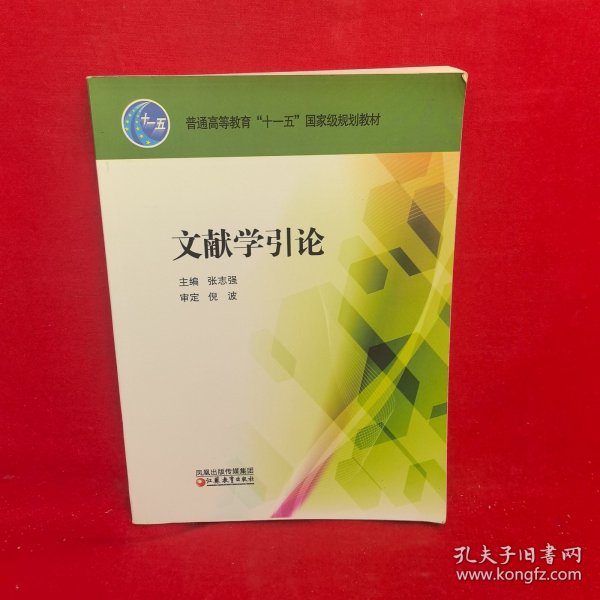 十一五
普通高等教育“十一五”国家级规划教材
文献学引论
主编 张志强
审定 倪 波
凤凰出版传媒集团
江苏教育出版社
孔夫子旧书网
www.kongfz.com